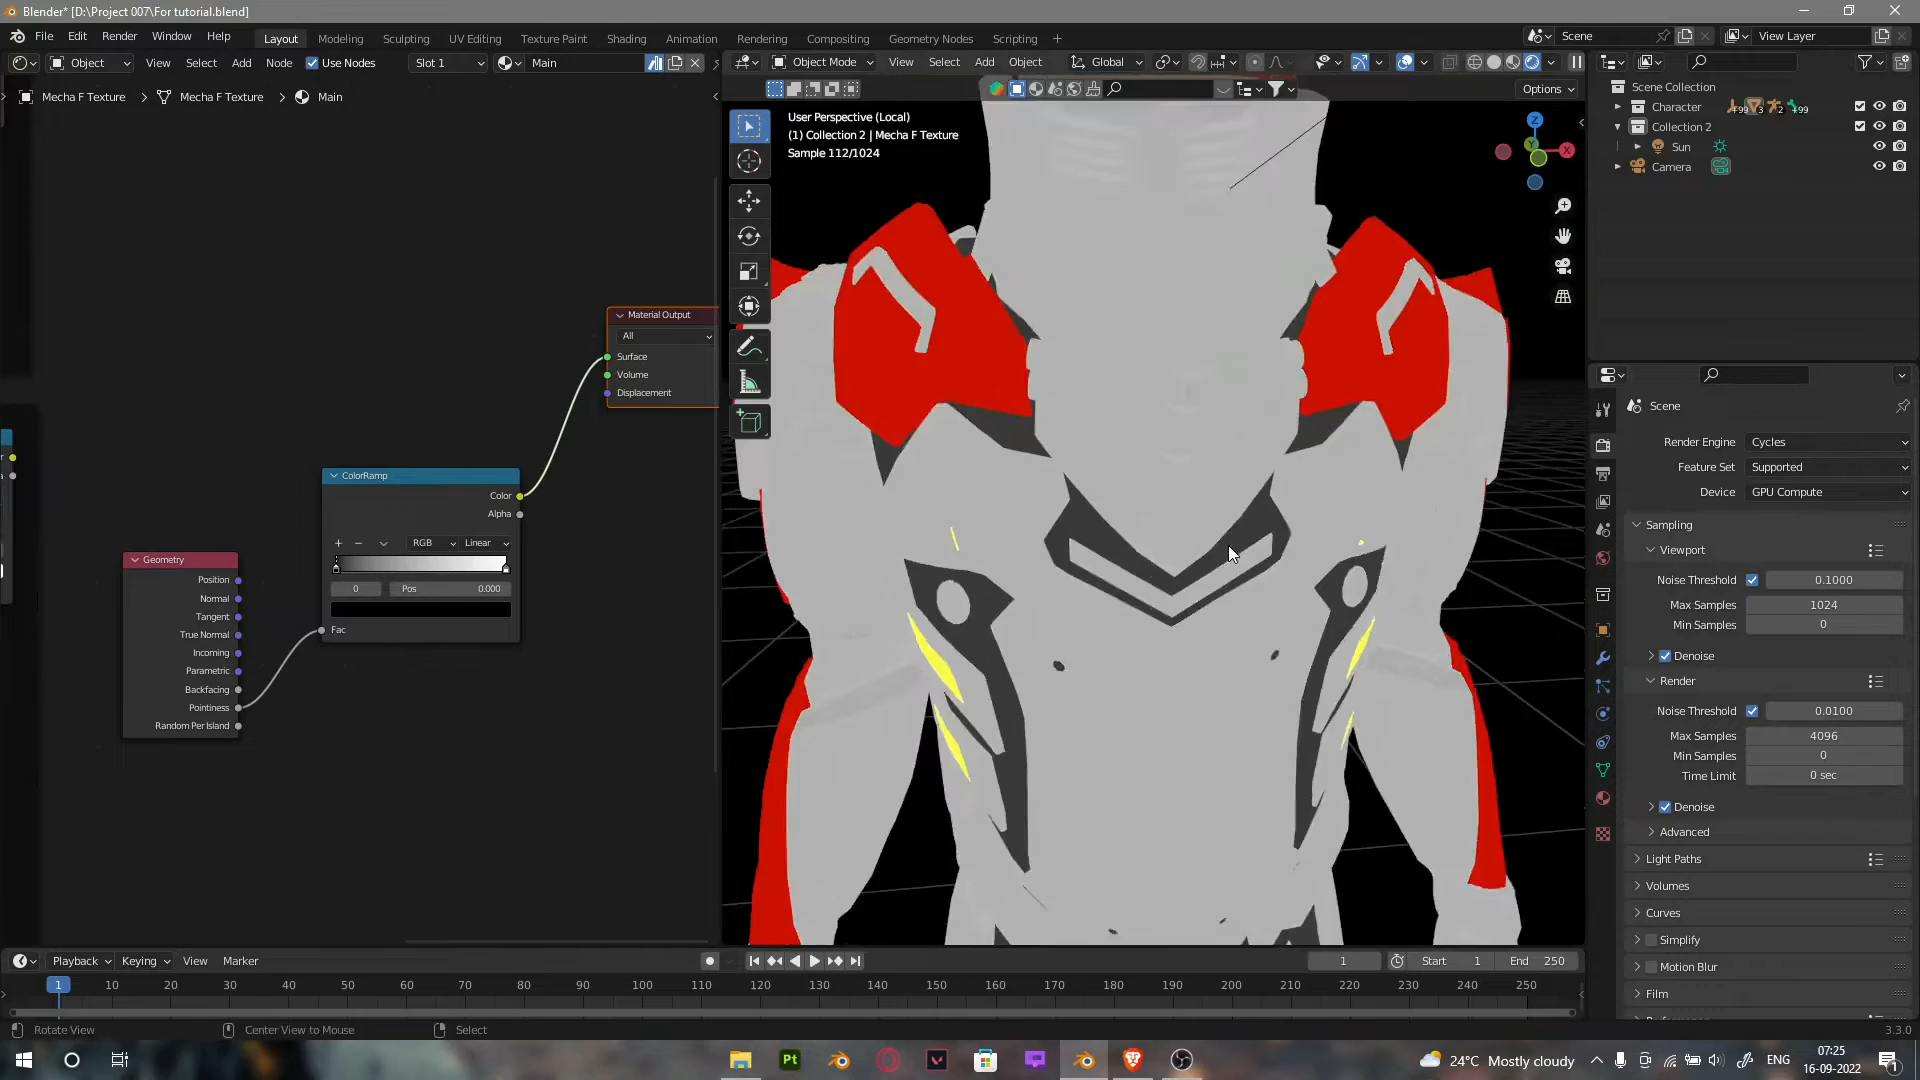 Blender* [D:\Project 007\For tutorial.blend]
File Edit Render Window Help Layout Modeling Sculpting UV Editing Texture Paint Shading Animation Rendering Compositing Geometry Nodes Scripting + Scene View Layer
Object View Select Add Node Use Nodes Slot 1 Main
Object Mode View Select Add Object Global
Mecha F Texture > Mecha F Texture > Main
Options
User Perspective (Local)
(1) Collection 2 | Mecha F Texture
Sample 112/1024
Z
X
Material Output
All
Surface
Volume
Displacement
ColorRamp
Color
Alpha
+ − RGB Linear
0 Pos 0.000
Fac
Geometry
Position
Normal
Tangent
True Normal
Incoming
Parametric
Backfacing
Pointiness
Random Per Island
Scene Collection
Character
Collection 2
Sun
Camera
Scene
Render Engine Cycles
Feature Set Supported
Device GPU Compute
Sampling
Viewport
Noise Threshold 0.1000
Max Samples 1024
Min Samples 0
Denoise
Render
Noise Threshold 0.0100
Max Samples 4096
Min Samples 0
Time Limit 0 sec
Denoise
Advanced
Light Paths
Volumes
Curves
Simplify
Motion Blur
Film
Playback Keying View Marker 1 Start 1 End 250
1 10 20 30 40 50 60 70 80 90 100 110 120 130 140 150 160 170 180 190 200 210 220 230 240 250
Rotate View Center View to Mouse Select 3.3.0
Pt
24°C Mostly cloudy ENG
07:25
16-09-2022
1